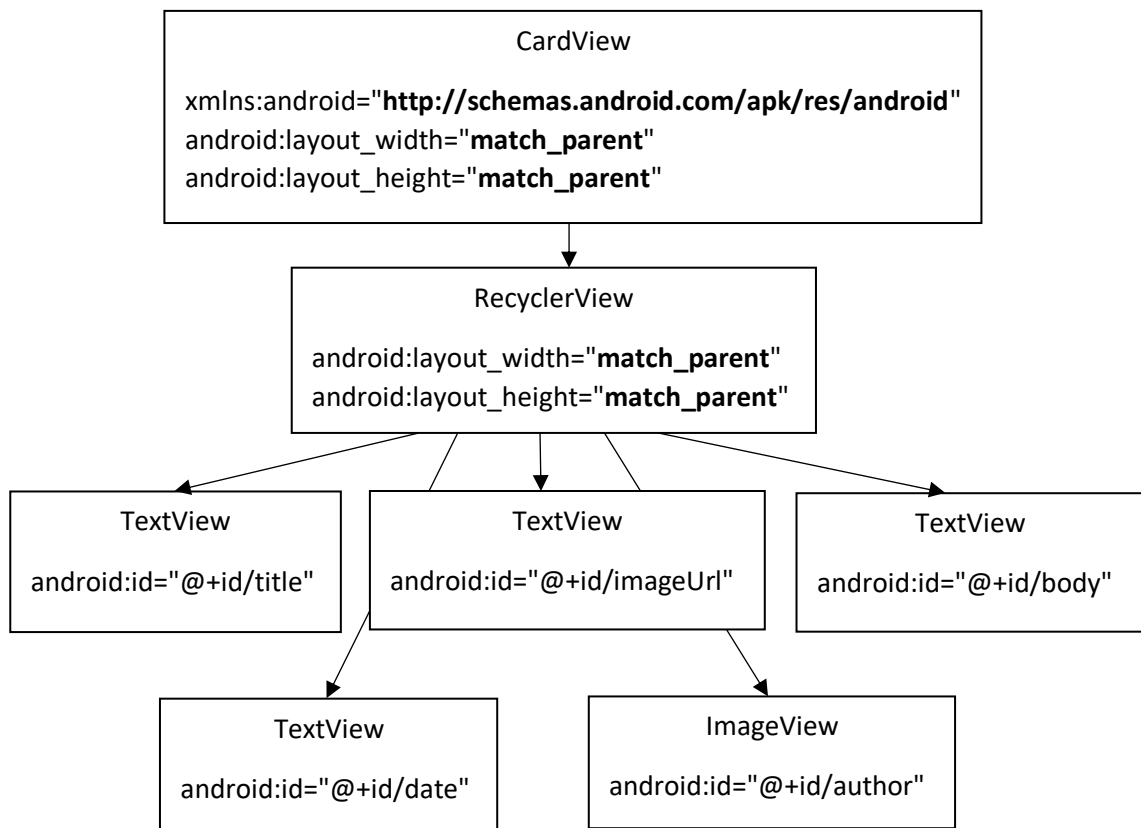 CardView
xmlns:android="http://schemas.android.com/apk/res/android"
android:layout_width="match_parent"
android:layout_height="match_parent"
RecyclerView
android:layout_width="match_parent"
android:layout_height="match_parent"
TextView
android:id="@+id/title"
TextView
android:id="@+id/imageUrl"
TextView
android:id="@+id/body"
TextView
android:id="@+id/date"
ImageView
android:id="@+id/author"